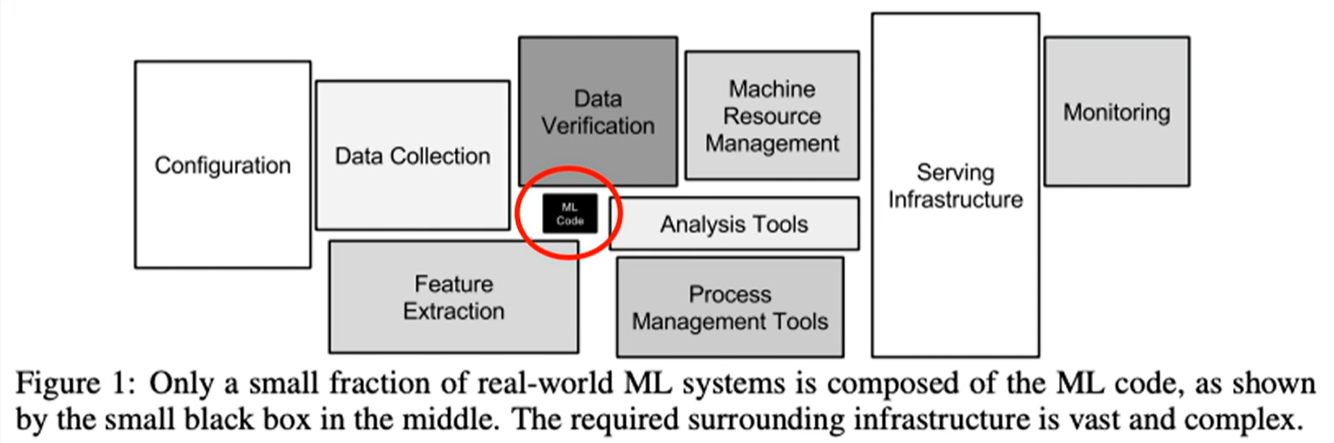 Configuration
Data Collection
Data
Verification
Machine
Resource
Management
Serving
Infrastructure
Monitoring
ML
Code
Analysis Tools
Feature
Extraction
Process
Management Tools
Figure 1: Only a small fraction of real-world ML systems is composed of the ML code, as shown
by the small black box in the middle. The required surrounding infrastructure is vast and complex.